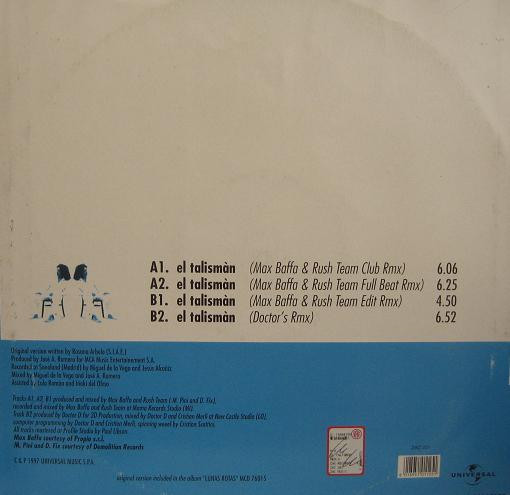 A1. el talismàn (Max Baffa & Rush Team Club Rmx) 6.06
A2. el talismàn (Max Baffa & Rush Team Full Beat Rmx) 6.25
B1. el talismàn (Max Baffa & Rush Team Edit Rmx) 4.50
B2. el talismàn (Doctor's Rmx) 6.52
Original version written by Rosana Arbelo (S.I.A.E.)
Produced by José A. Romero for MCA Music Entertainement S.A.
Recorded at Sonoland (Madrid) by Miguel de la Vega and Jesùs Alcañiz
Mixed by Miguel de la Vega and José A. Romero
Assisted by Lola Romàn and Iñaki del Olmo
Tracks A1, A2, B1 produced and mixed by Max Baffa and Rush Team ( M. Pini and D. Fix),
recorded and mixed by Max Baffa and Rush Team at Mama Records Studio (MI)
Track B2 produced by Doctor D for 3D Production, mixed by Doctor D and Cristian Merli at New Castle Studio (LO),
computer programming by Doctor D and Cristian Merli, spinning weexel by Cristian Scotties.
All tracks mastered at Profile Studio by Paul Libson.
Max Baffa courtesy of Propio s.r.l.
M. Pini and D. Fix courtesy of Demolition Records
C & P 1997 UNIVERSAL MUSIC S.P.A.
original version included in the album "LUNAS ROTAS" MCD 76015
UNIVERSAL